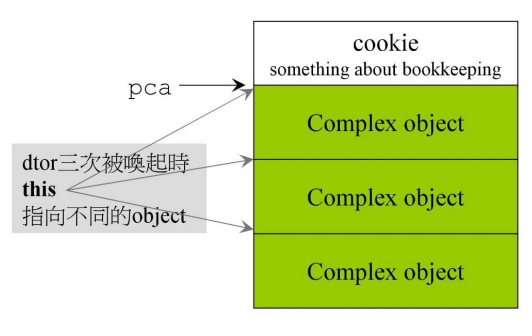 cookie
something about bookkeeping
pca
Complex object
dtor三次被喚起時
this
指向不同的object
Complex object
Complex object